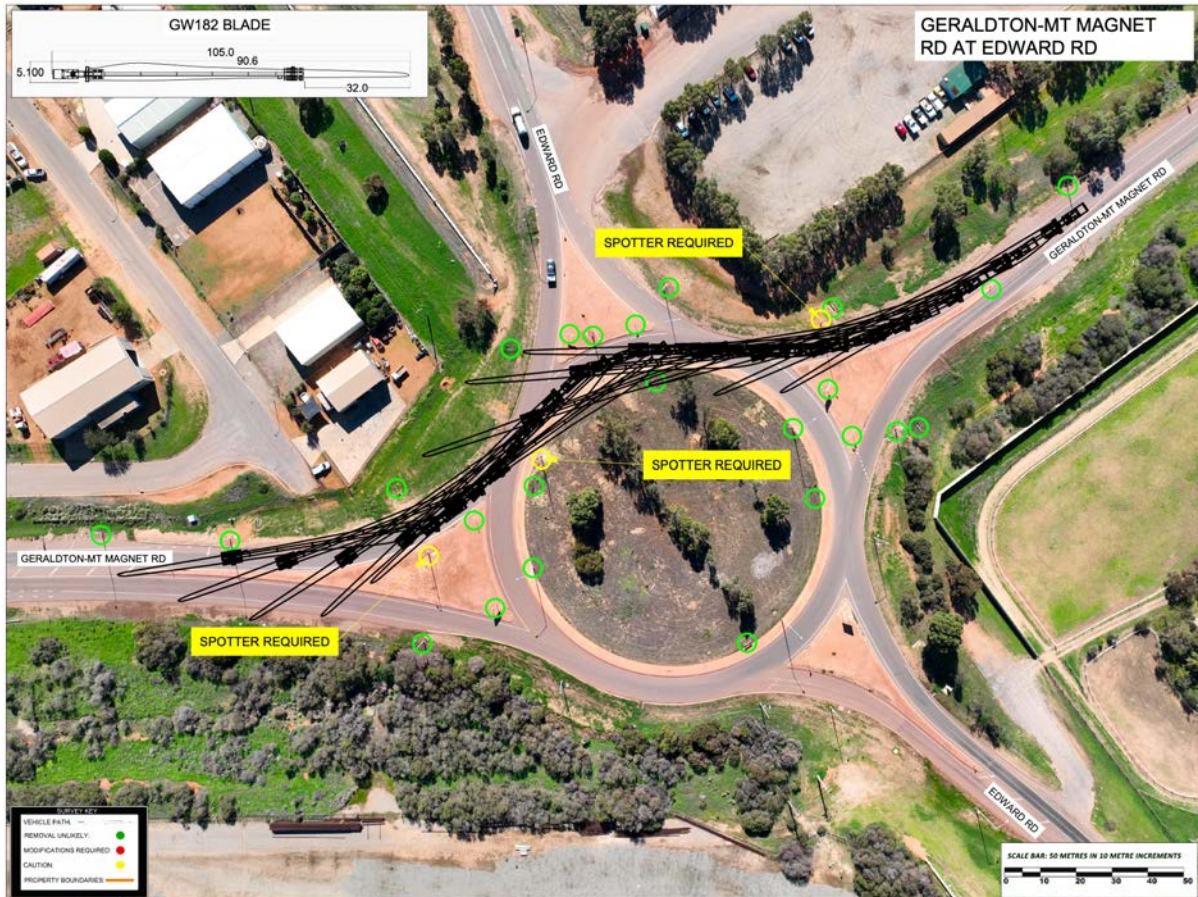 GW182 BLADE
105.0
90.6
5.100
32.0
GERALDTON-MT MAGNET
RD AT EDWARD RD
EDWARD RD
GERALDTON-MT MAGNET RD
SPOTTER REQUIRED
SPOTTER REQUIRED
GERALDTON-MT MAGNET RD
SPOTTER REQUIRED
EDWARD RD
SURVEY KEY
VEHICLE PATH:
REMOVAL UNLIKELY:
MODIFICATIONS REQUIRED:
CAUTION:
PROPERTY BOUNDARIES:
SCALE BAR: 50 METRES IN 10 METRE INCREMENTS
0 10 20 30 40 50